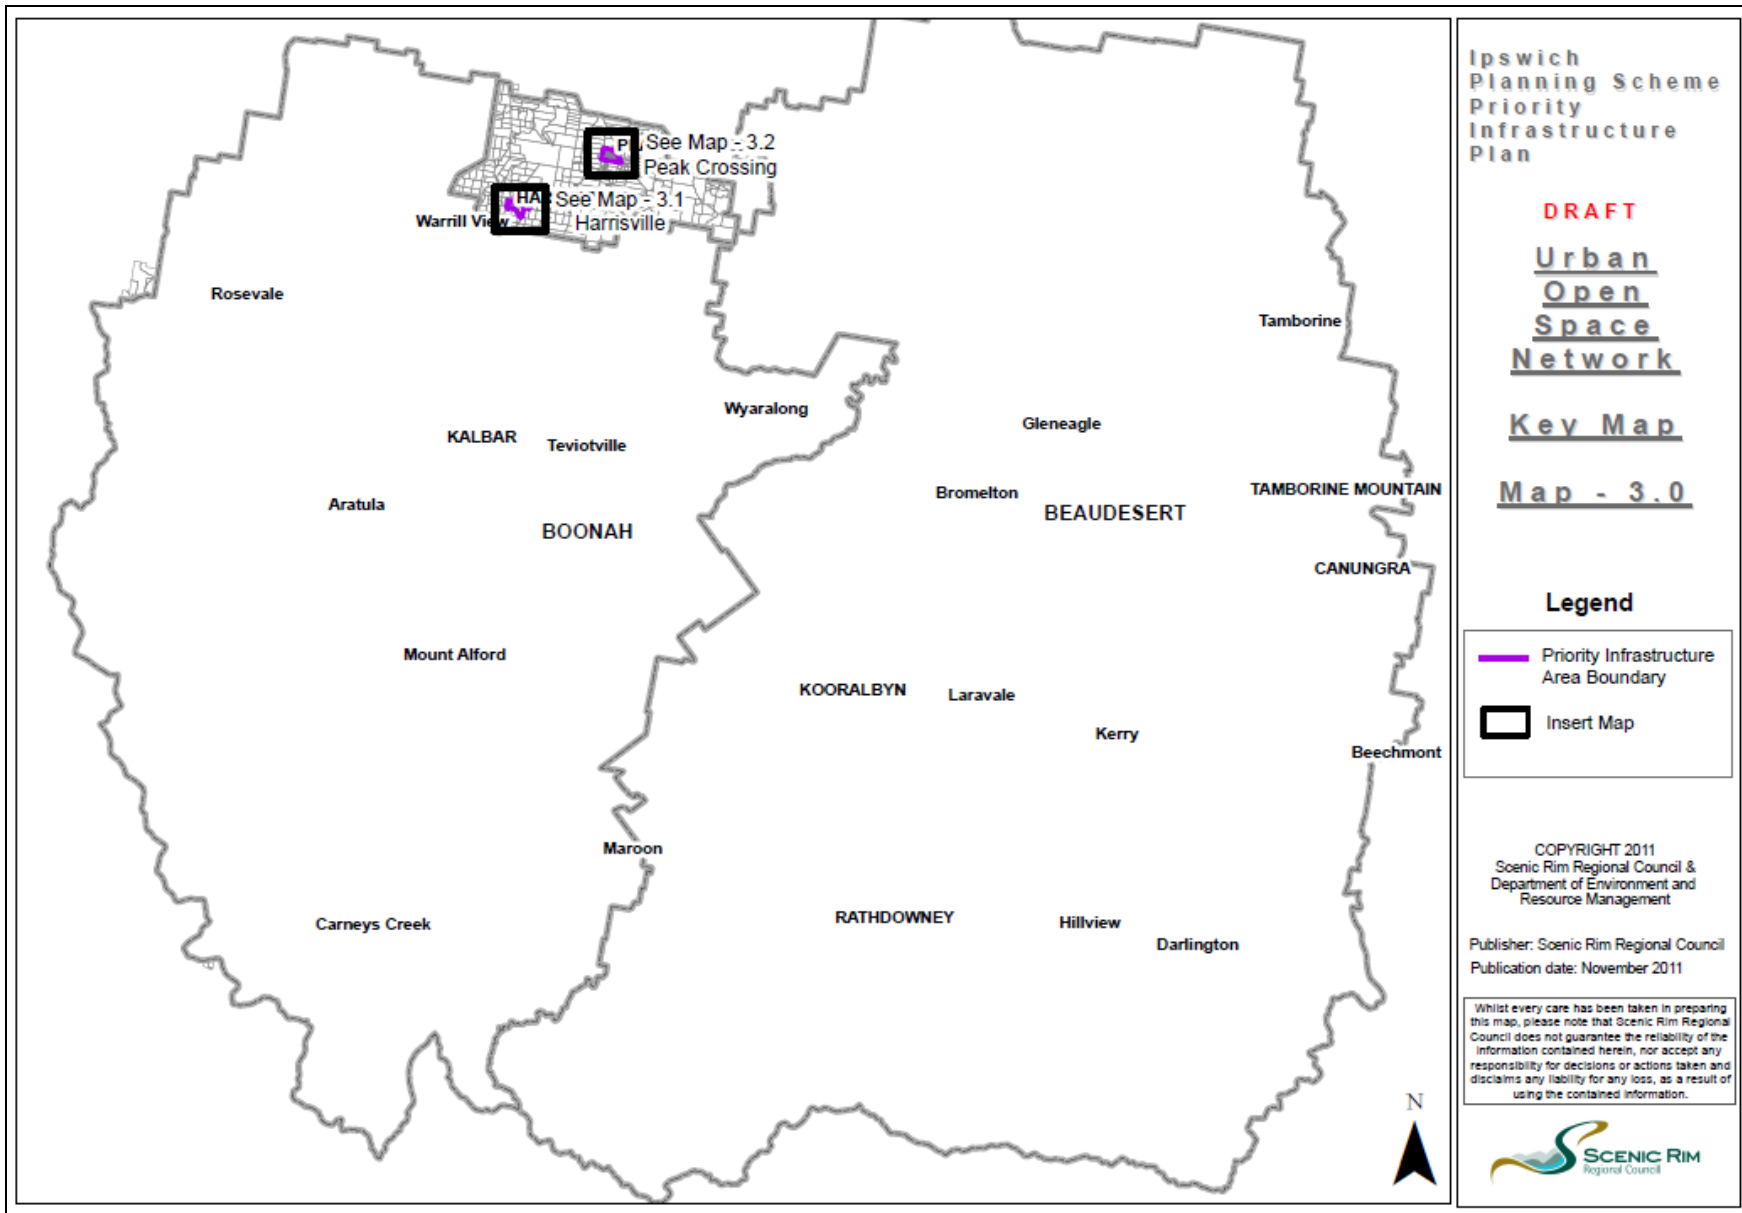 P
See Map - 3.2
Peak Crossing
HA
See Map - 3.1
Harrisville
Warrill View
Rosevale
Tamborine
Wyaralong
Gleneagle
KALBAR
Teviotville
Bromelton
TAMBORINE MOUNTAIN
Aratula
BEAUDESERT
BOONAH
CANUNGRA
Mount Alford
KOORALBYN
Laravale
Kerry
Beechmont
Maroon
RATHDOWNEY
Hillview
Carneys Creek
Darlington
N
Ipswich
Planning Scheme
Priority
Infrastructure
Plan
DRAFT
Urban
Open
Space
Network
Key Map
Map - 3.0
Legend
Priority Infrastructure
Area Boundary
Insert Map
COPYRIGHT 2011
Scenic Rim Regional Council &
Department of Environment and
Resource Management
Publisher: Scenic Rim Regional Council
Publication date: November 2011
Whilst every care has been taken in preparing
this map, please note that Scenic Rim Regional
Council does not guarantee the reliability of the
information contained herein, nor accept any
responsibility for decisions or actions taken and
disclaims any liability for any loss, as a result of
using the contained information.
SCENIC RIM
Regional Council